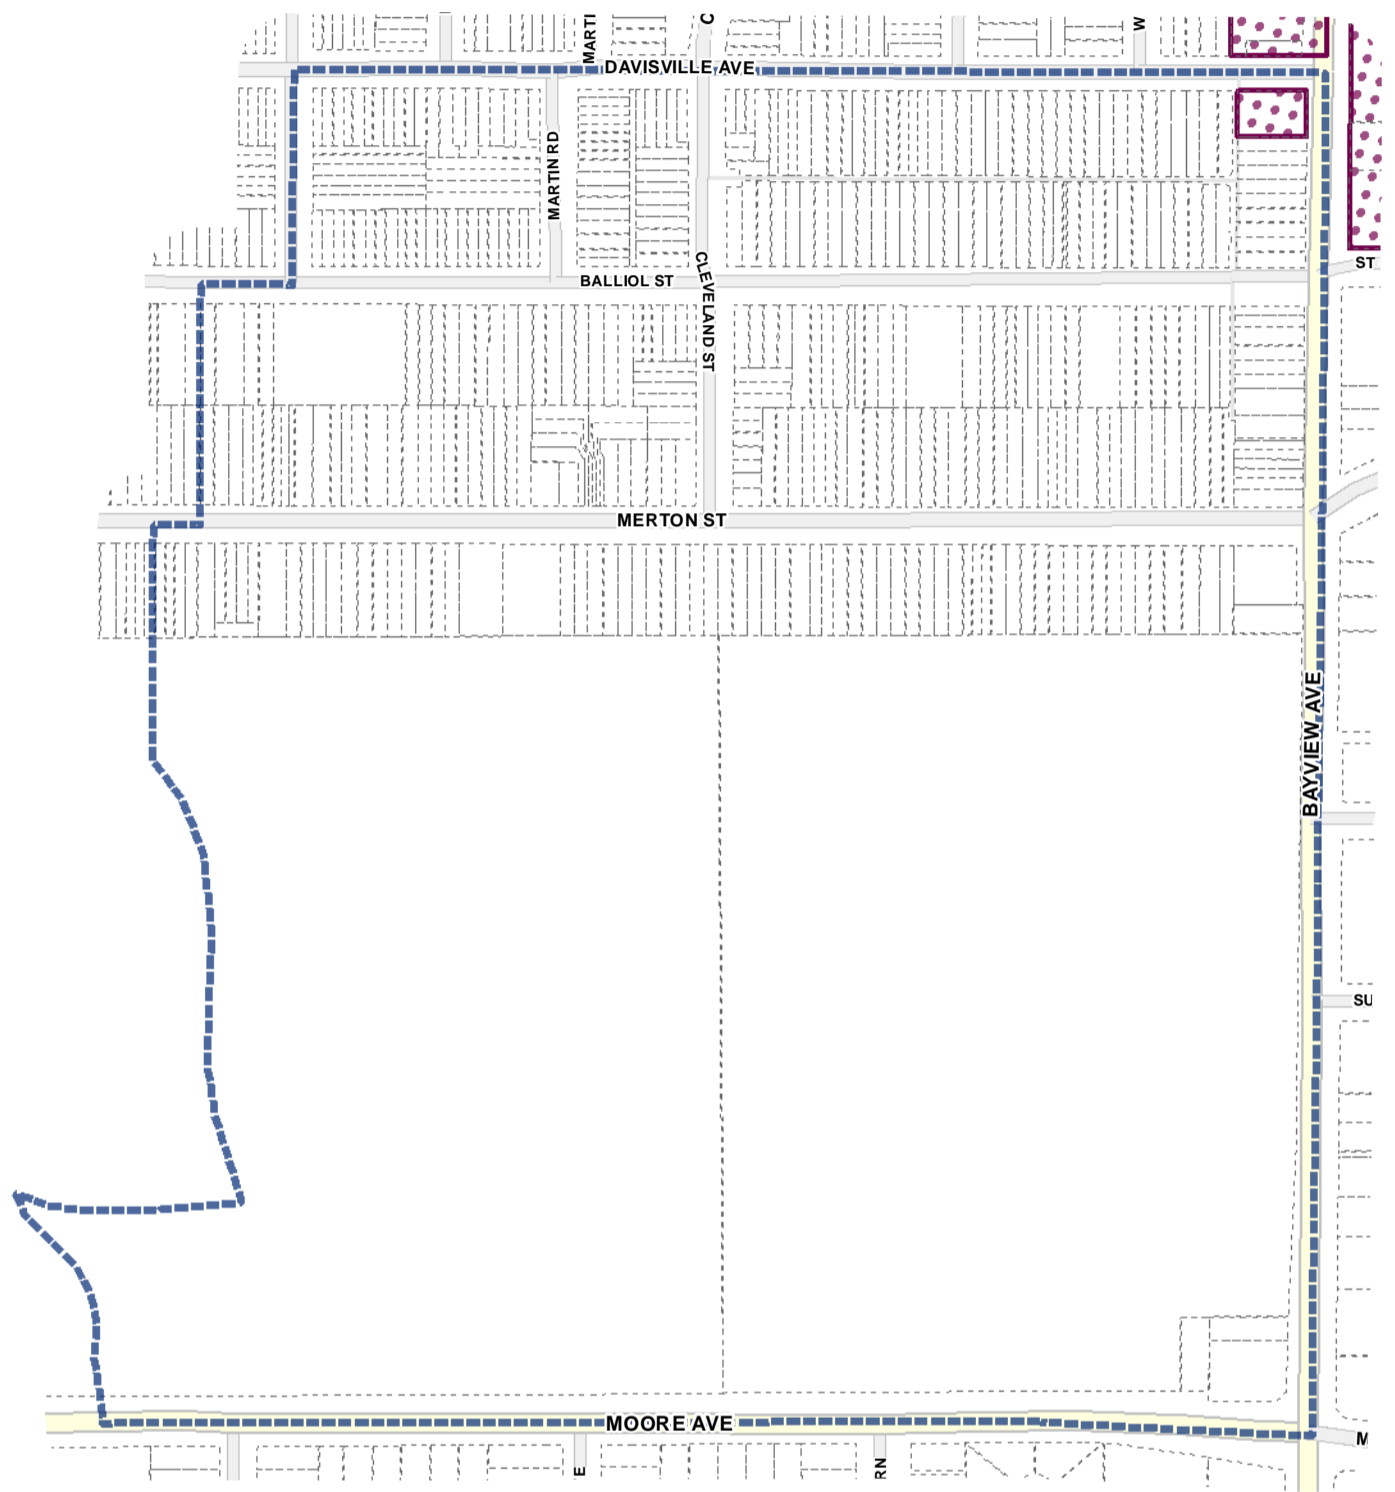 MARTI
C
W
DAVISVILLE AVE
MARTIN RD
CLEVELAND ST
ST
BALLIOL ST
MERTON ST
BAYVIEW AVE
SU
MOORE AVE
M
E
RN